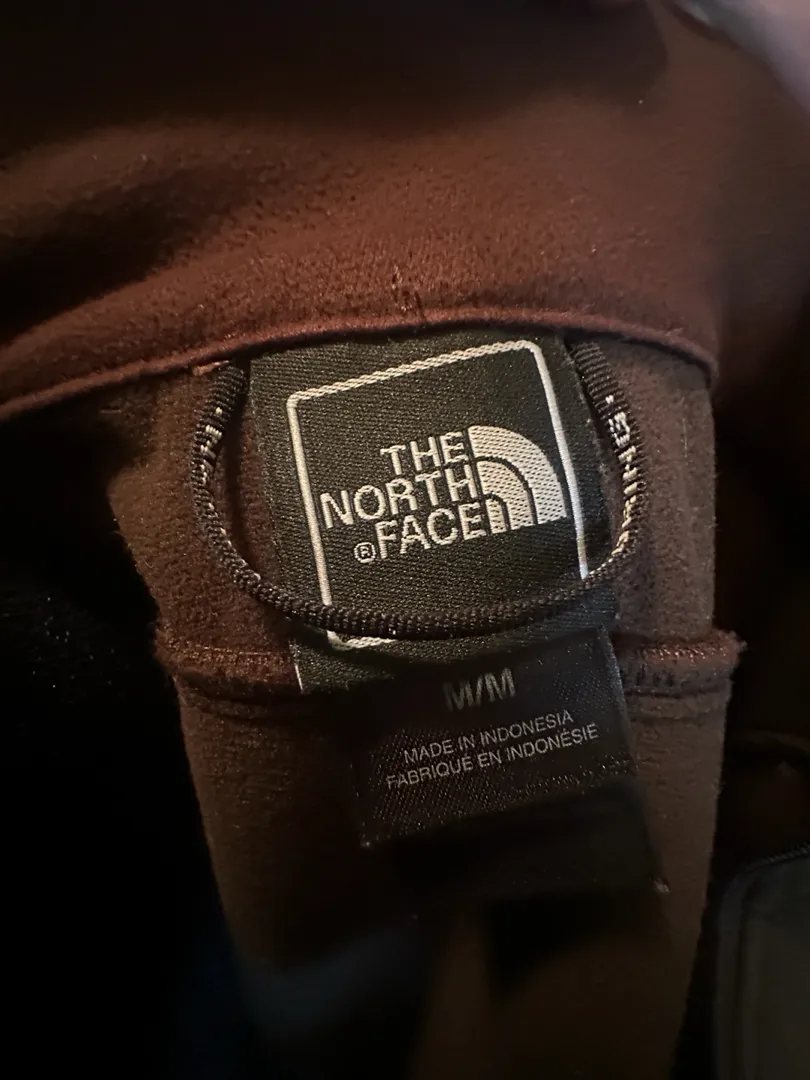 THE
NORTH
® FACE
M/M
MADE IN INDONESIA
FABRIQUÉ EN INDONÉSIE